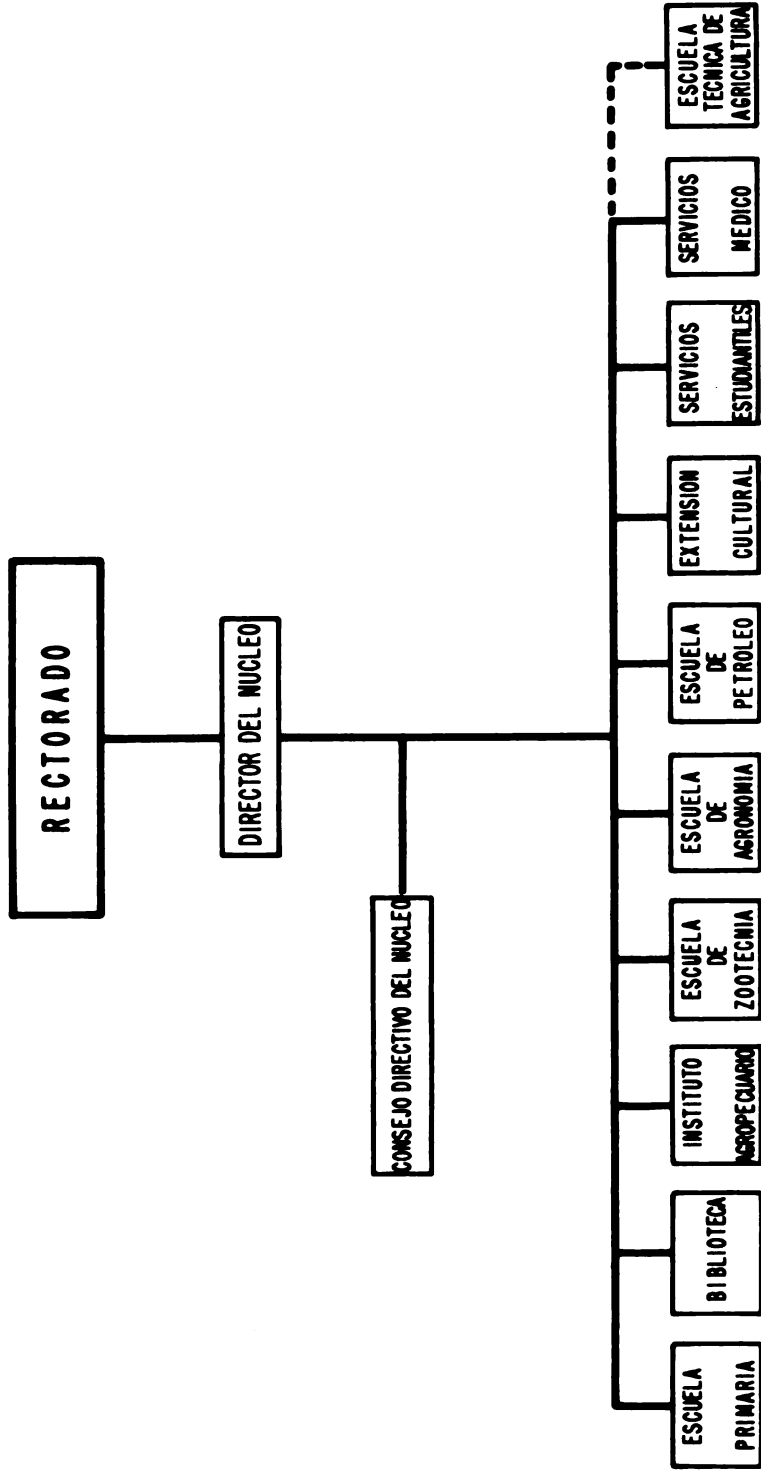 RECTORADO
DIRECTOR DEL NUCLEO
CONSEJO DIRECTIVO DEL NUCLEO
ESCUELA
PRIMARIA
BIBLIOTECA
INSTITUTO
AGROPECUARIO
ESCUELA
DE
ZOOTECNIA
ESCUELA
DE
AGRONOMIA
ESCUELA
DE
PETROLEO
EXTENSION
CULTURAL
SERVICIOS
ESTUDIANTILES
SERVICIOS
MEDICO
ESCUELA
TECNICA DE
AGRICULTURA